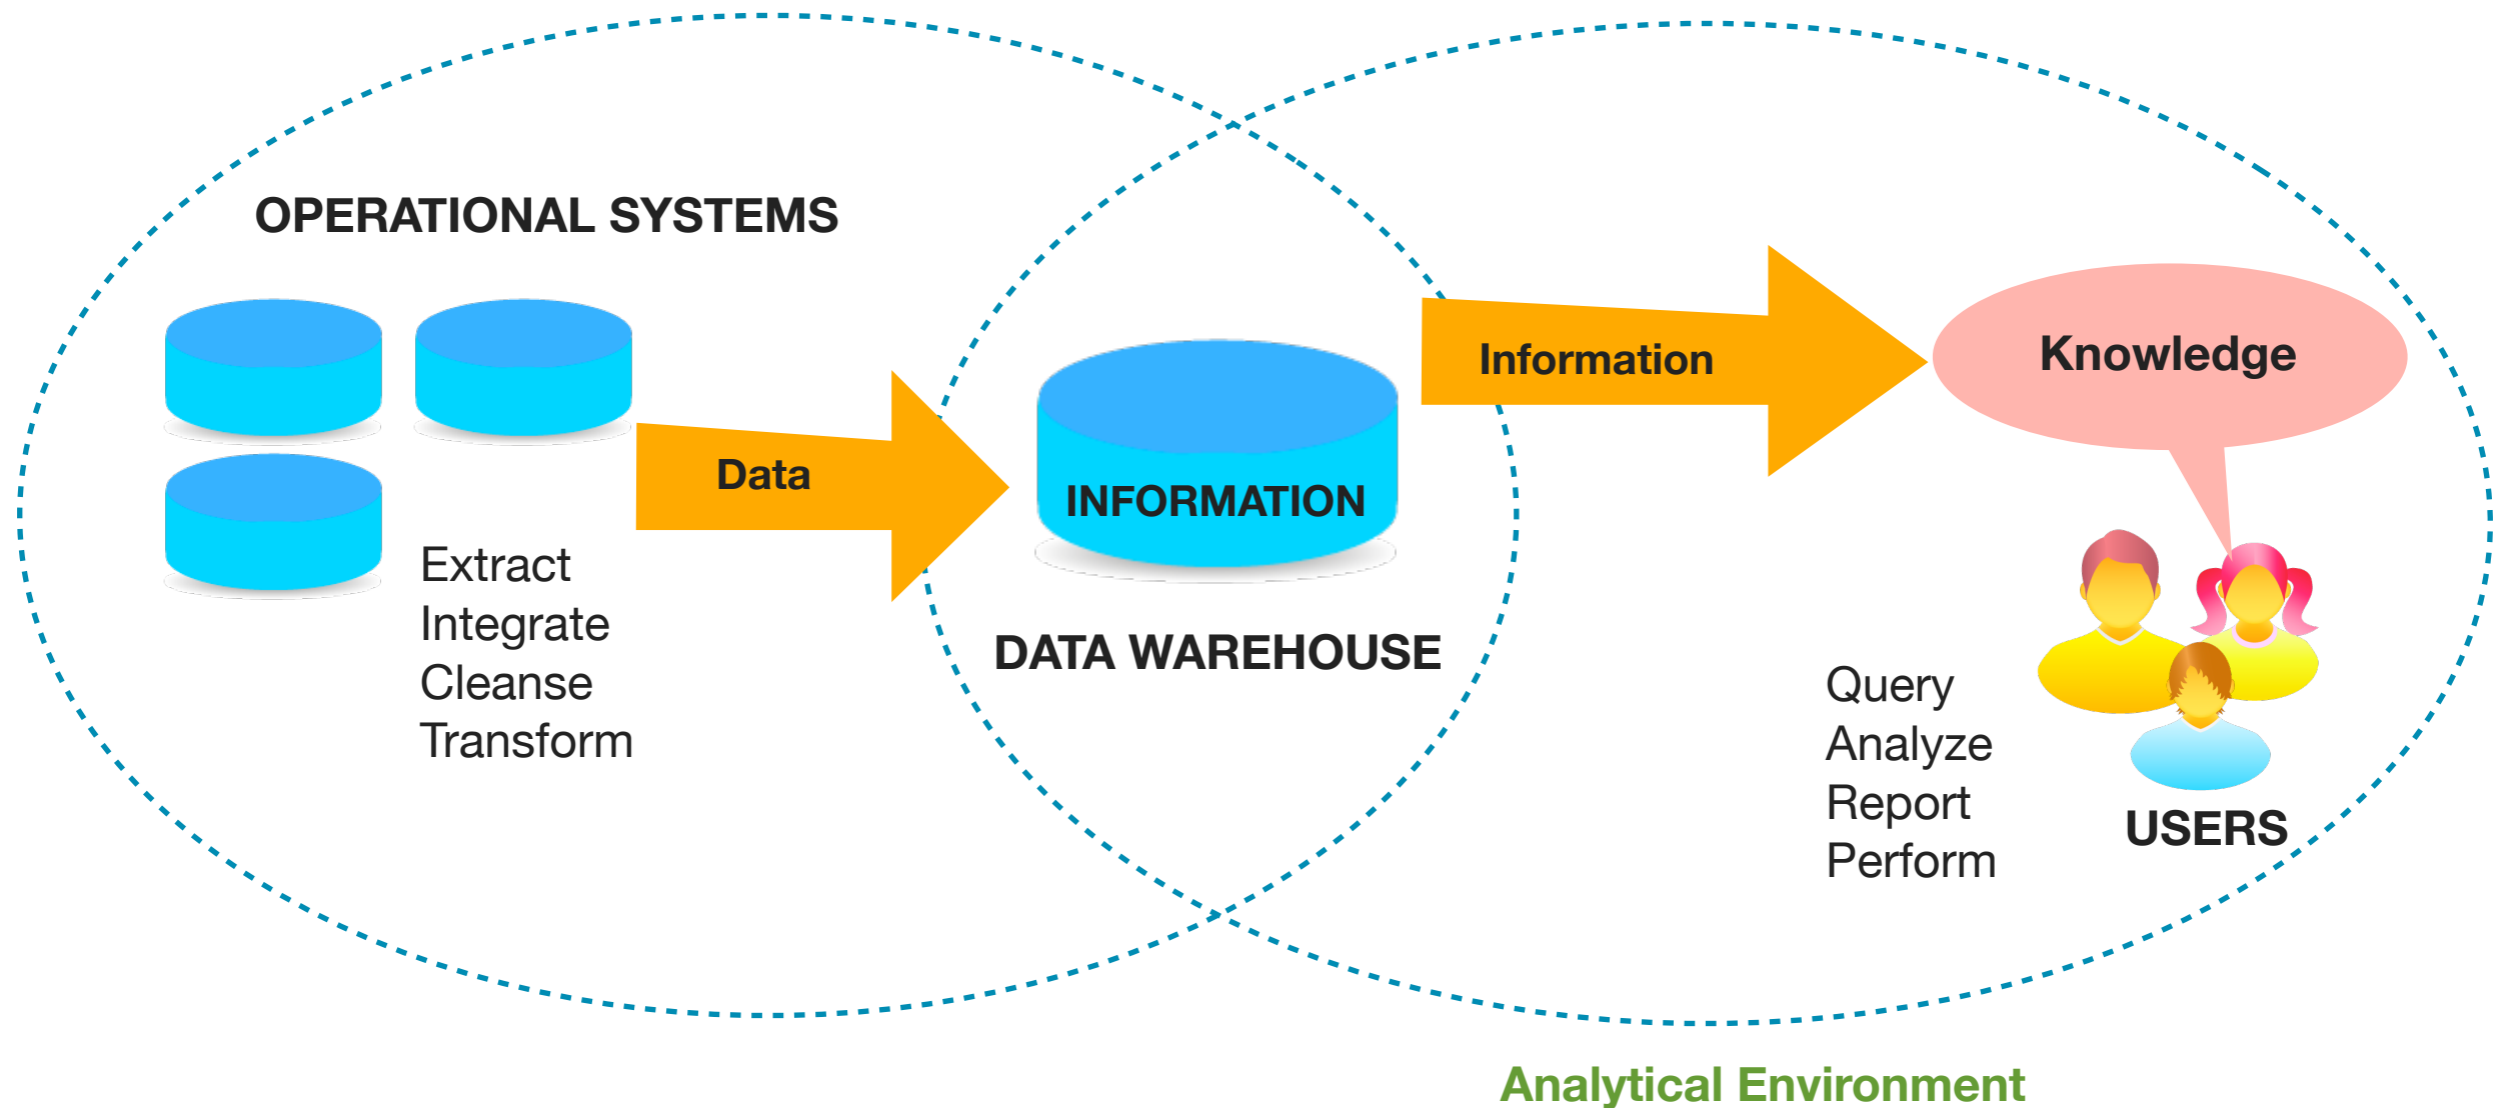 OPERATIONAL SYSTEMS
Data
Extract
Integrate
Cleanse
Transform
INFORMATION
DATA WAREHOUSE
Information
Knowledge
Query
Analyze
Report
Perform
USERS
Analytical Environment